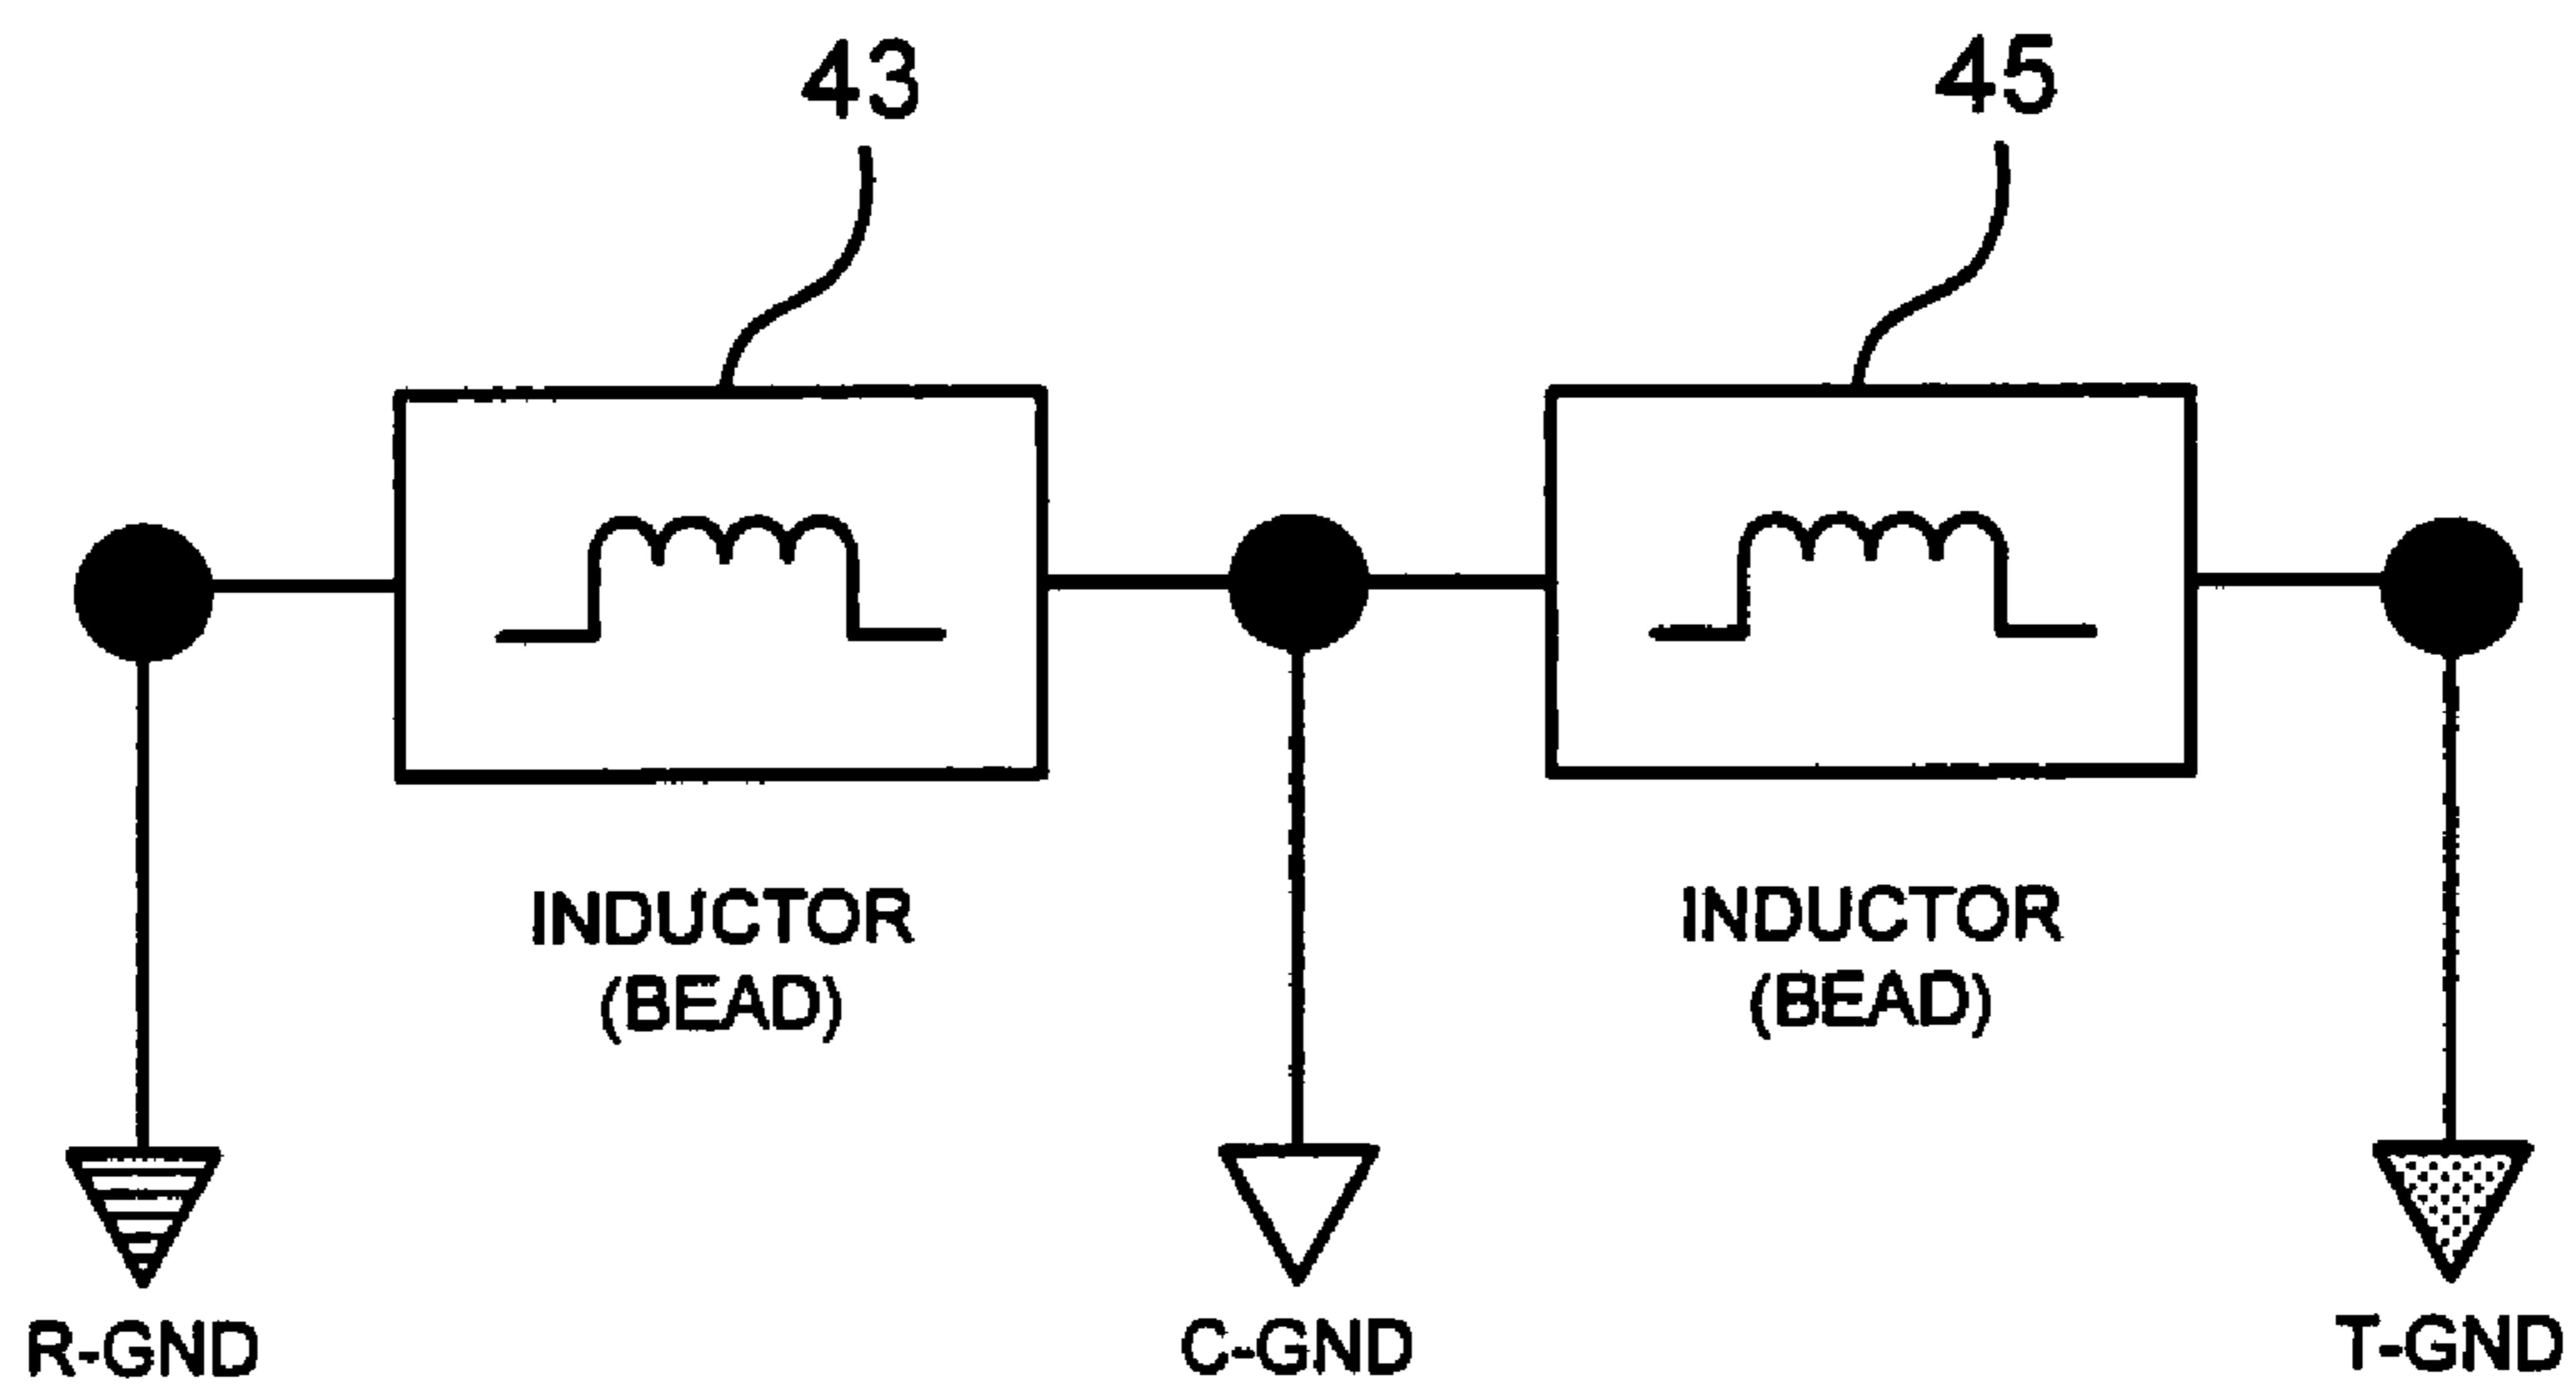 43
45
INDUCTOR
(BEAD)
INDUCTOR
(BEAD)
R-GND
C-GND
T-GND